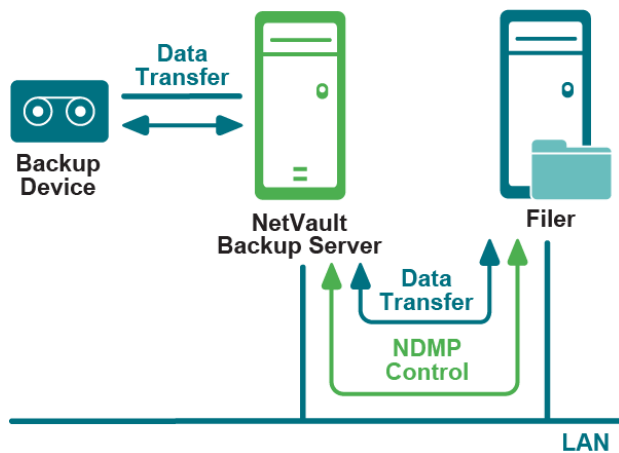 Data
Transfer
Backup
Device
NetVault
Backup Server
Filer
Data
Transfer
NDMP
Control
LAN